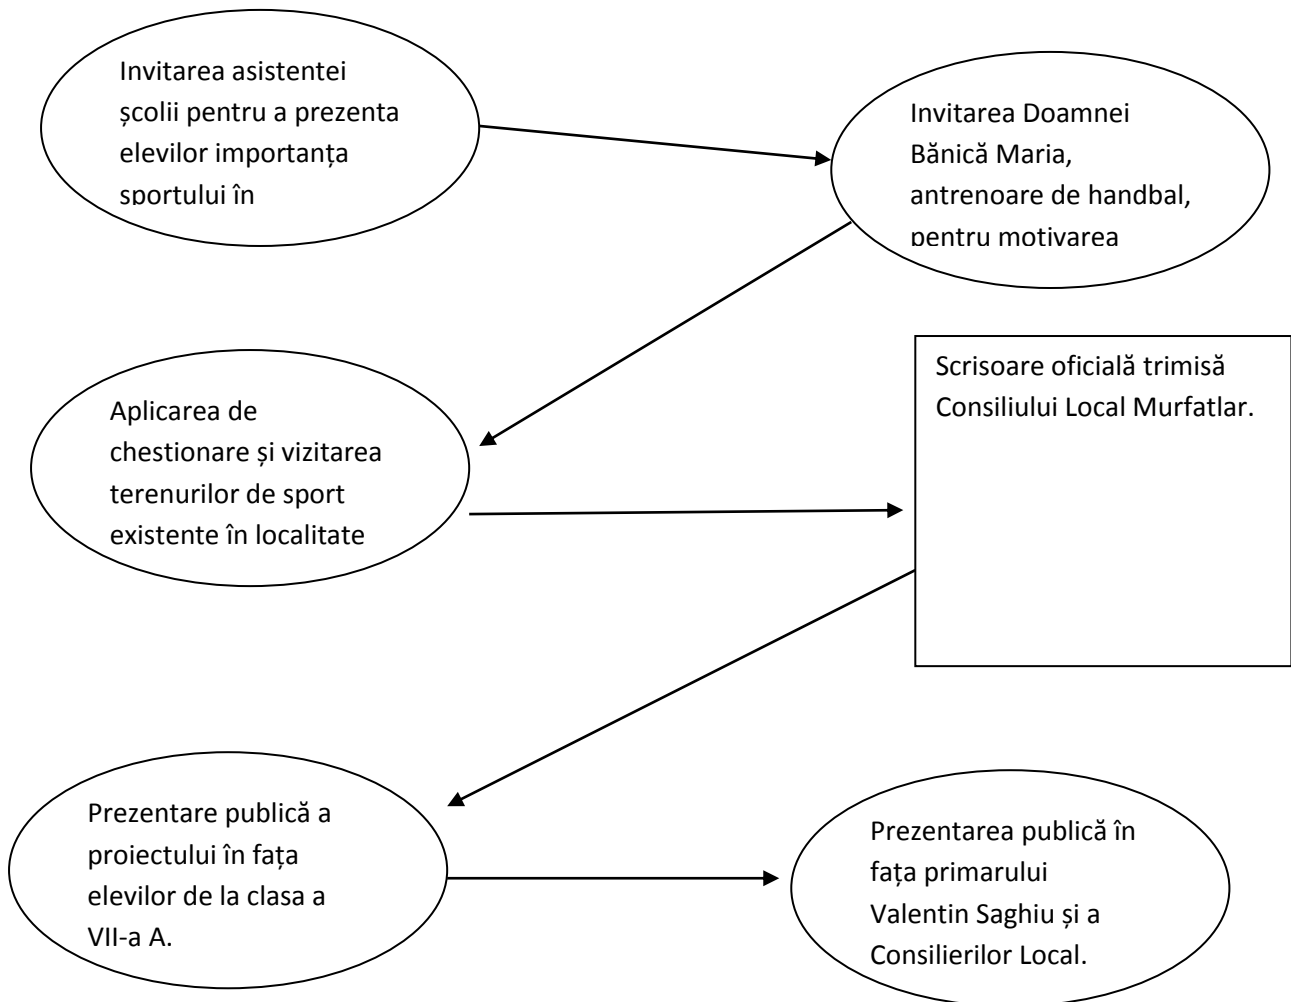 Invitarea asistentei
școlii pentru a prezenta
elevilor importanța
sportului în
Invitarea Doamnei
Bănică Maria,
antrenoare de handbal,
pentru motivarea
Aplicarea de
chestionare și vizitarea
terenurilor de sport
existente în localitate
Scrisoare oficială trimisă
Consiliului Local Murfatlar.
Prezentare publică a
proiectului în fața
elevilor de la clasa a
VII-a A.
Prezentarea publică în
fața primarului
Valentin Saghiu și a
Consilierilor Local.